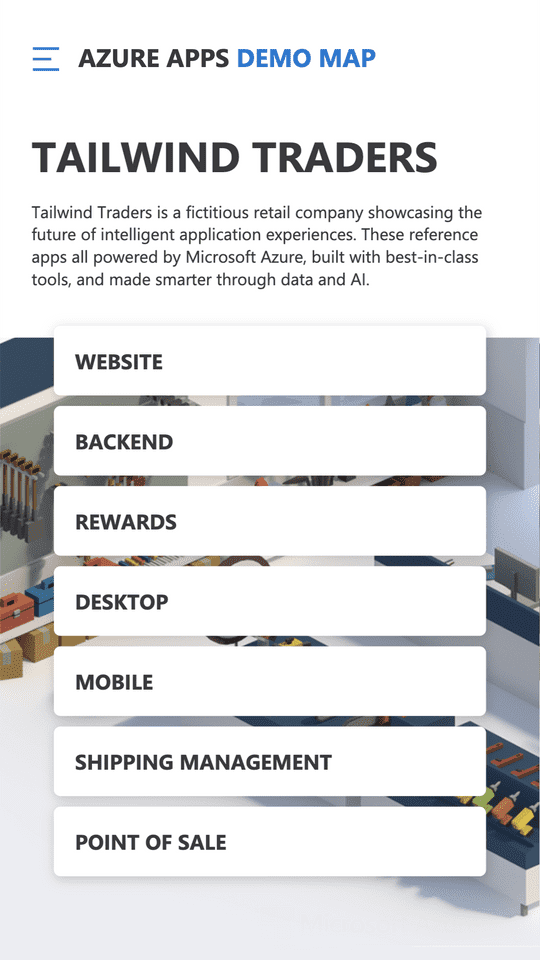 AZURE APPS DEMO MAP
TAILWIND TRADERS
Tailwind Traders is a fictitious retail company showcasing the
future of intelligent application experiences. These reference
apps all powered by Microsoft Azure, built with best-in-class
tools, and made smarter through data and AI.
WEBSITE
BACKEND
REWARDS
DESKTOP
MOBILE
SHIPPING MANAGEMENT
POINT OF SALE